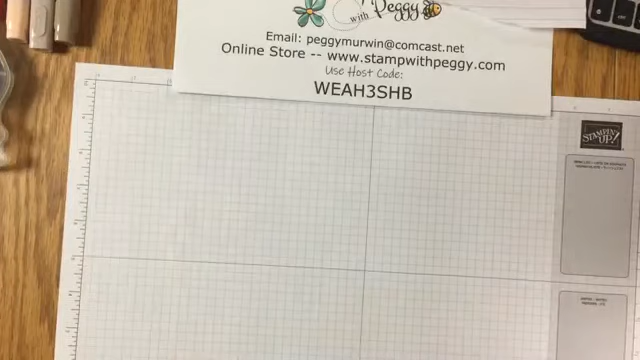 with Peggy
Email: peggymurwin@comcast.net
Online Store -- www.stampwithpeggy.com
Use Host Code:
WEAH3SHB
STAMPIN' UP!